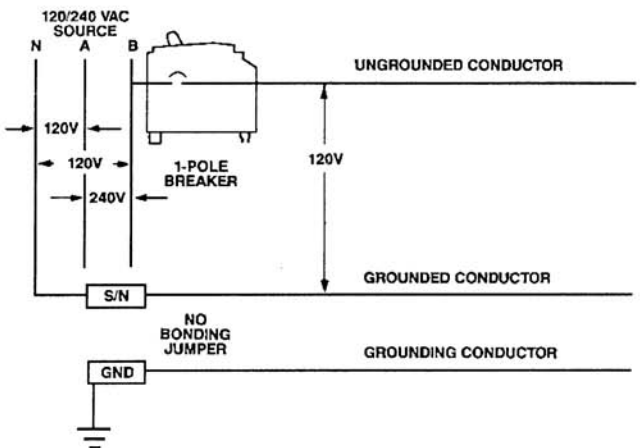 120/240 VAC
SOURCE
N A B
UNGROUNDED CONDUCTOR
120V
120V
240V
1-POLE
BREAKER
120V
GROUNDED CONDUCTOR
S/N
NO
BONDING
JUMPER
GROUNDING CONDUCTOR
GND